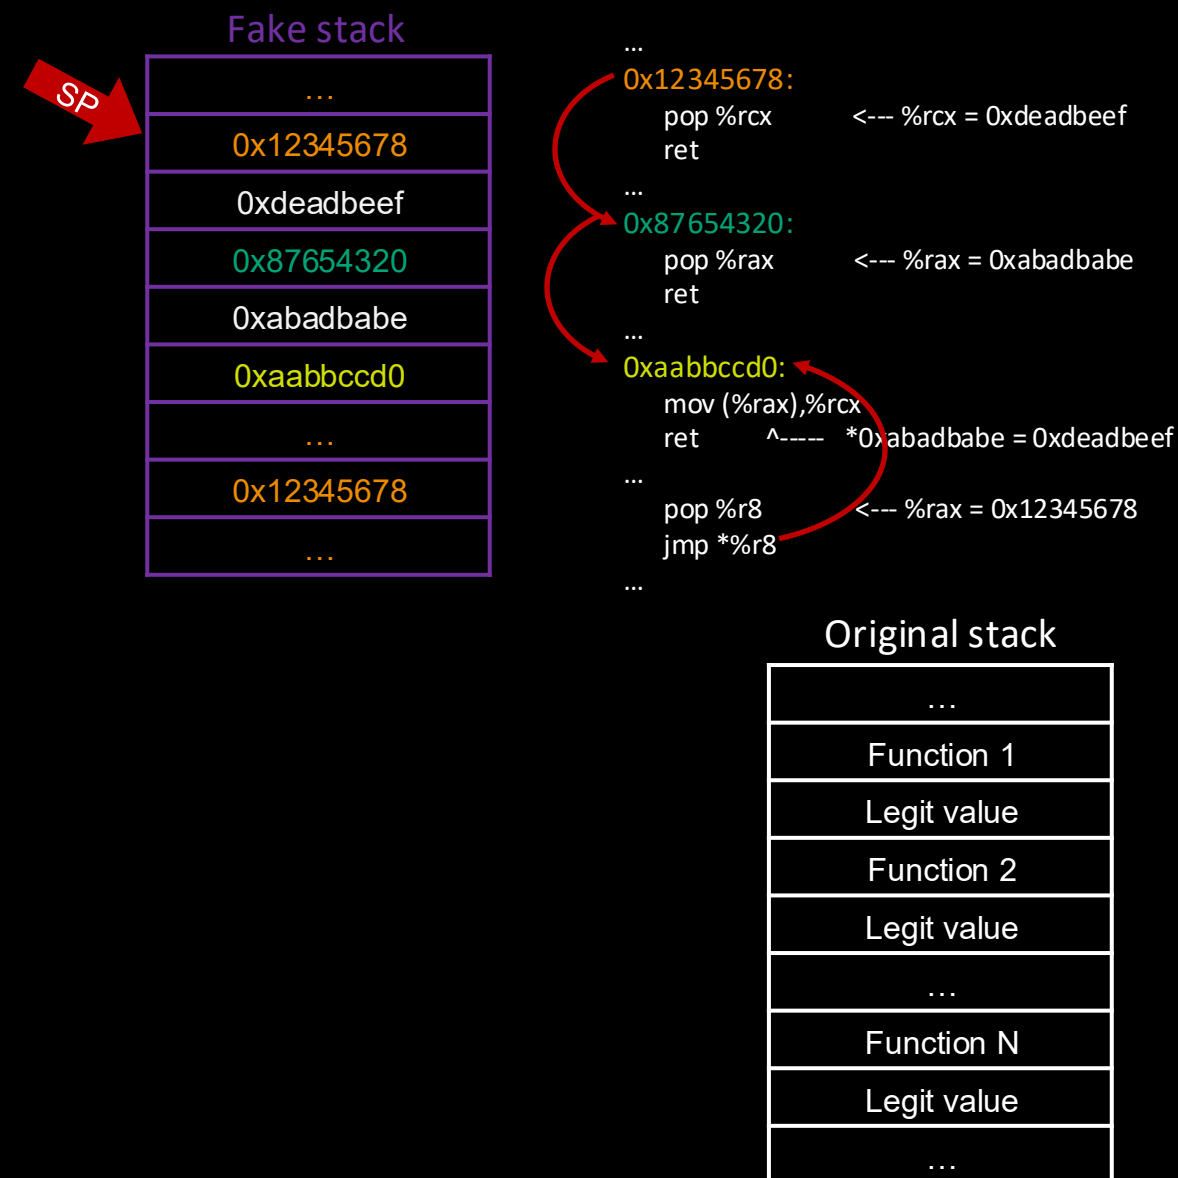 Fake stack
SP
...
0x12345678
0xdeadbeef
0x87654320
0xabadbabe
0xaabbccd0
...
0x12345678
...
...
0x12345678:
pop %rcx <--- %rcx = 0xdeadbeef
ret
...
0x87654320:
pop %rax <--- %rax = 0xabadbabe
ret
...
0xaabbccd0:
mov (%rax),%rcx
ret ^----- *0xabadbabe = 0xdeadbeef
...
pop %r8 <--- %rax = 0x12345678
jmp *%r8
...
Original stack
...
Function 1
Legit value
Function 2
Legit value
...
Function N
Legit value
...